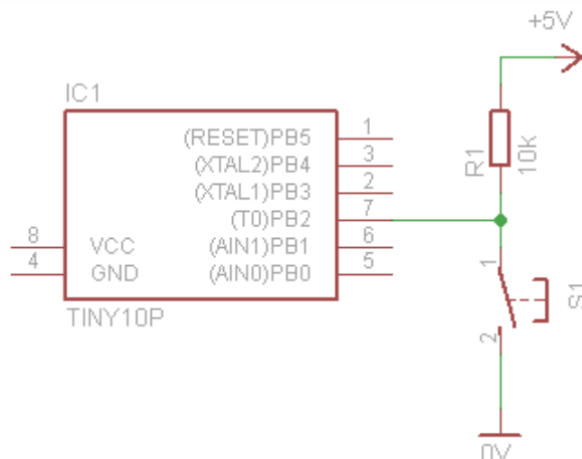 +5V
IC1
(RESET)PB5 1
(XTAL2)PB4 3
(XTAL1)PB3 2
(T0)PB2 7
8 VCC (AIN1)PB1 6
4 GND (AIN0)PB0 5
TINY10P
R1
10k
1
S1
2
0V